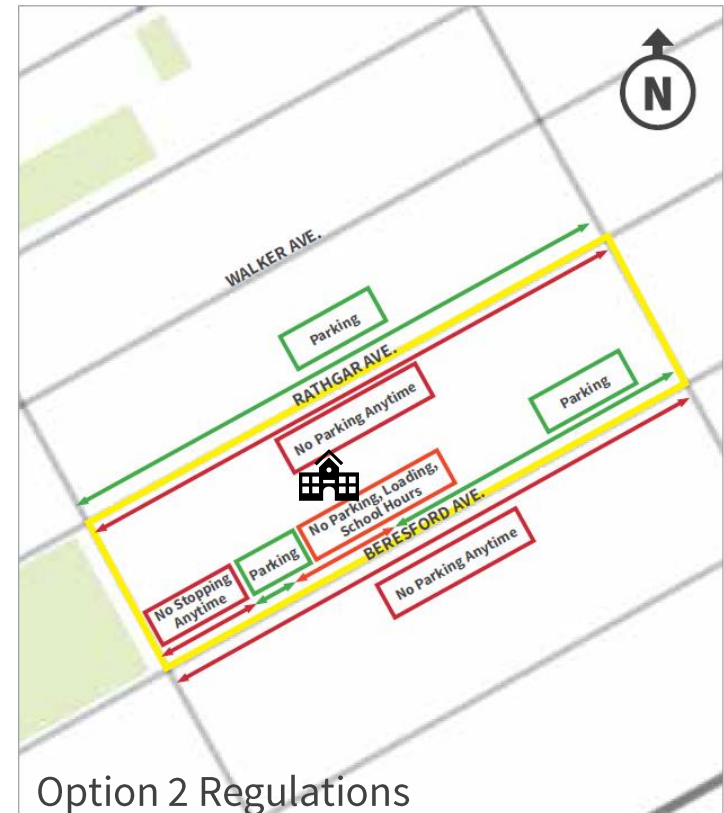 N
WALKER AVE.
Parking
RATHGAR AVE.
No Parking Anytime
Parking
No Parking, Loading,
School Hours
BERESFORD AVE.
Parking
No Stopping
Anytime
No Parking Anytime
Option 2 Regulations